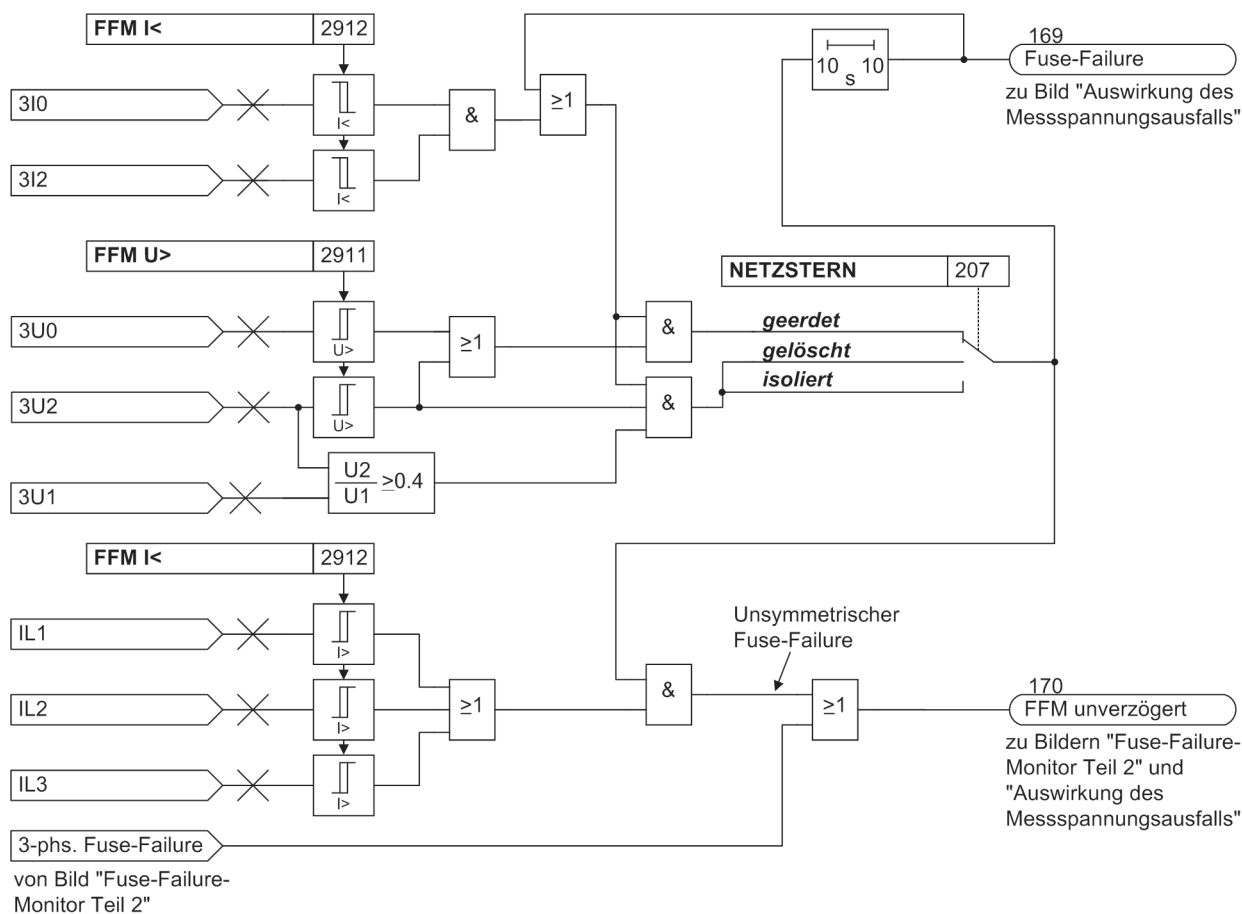 FFM I< 2912
169
10 s 10
Fuse-Failure
zu Bild "Auswirkung des
Messspannungsausfalls"
3I0
I<
&
≥1
3I2
I<
FFM U> 2911
NETZSTERN 207
3U0
U>
≥1
&
geerdet
gelöscht
isoliert
3U2
U>
&
U2
U1
≥0.4
3U1
FFM I< 2912
IL1
I>
Unsymmetrischer
Fuse-Failure
IL2
I>
≥1
&
≥1
170
FFM unverzögert
zu Bildern "Fuse-Failure-
Monitor Teil 2" und
"Auswirkung des
Messspannungsausfalls"
IL3
I>
3-phs. Fuse-Failure
von Bild "Fuse-Failure-
Monitor Teil 2"